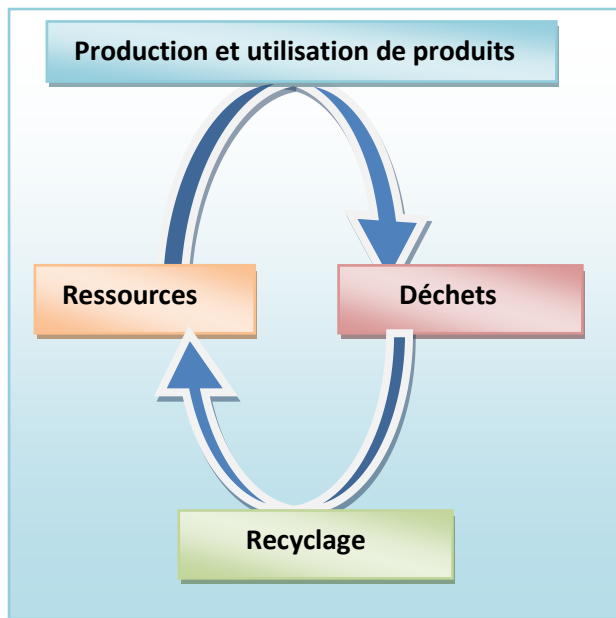 Production et utilisation de produits
Ressources
Déchets
Recyclage